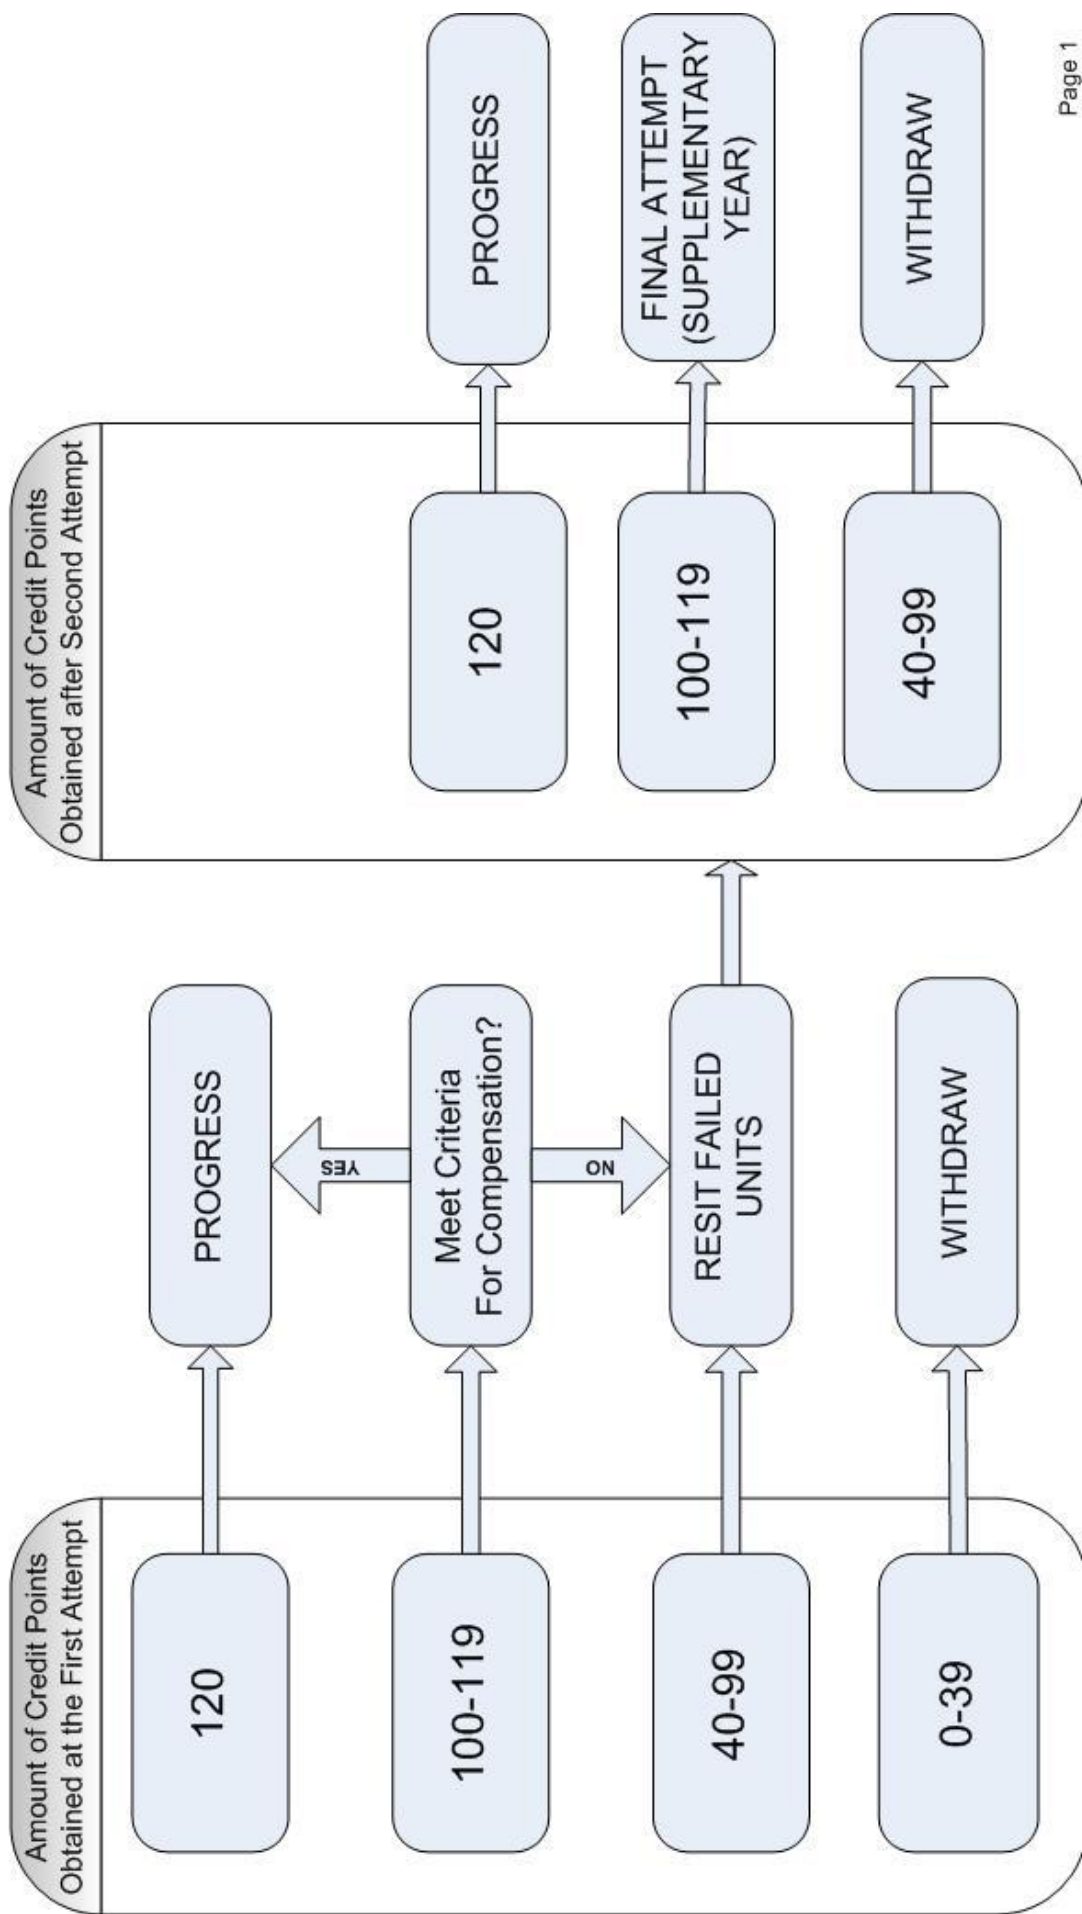 Amount of Credit Points
Obtained at the First Attempt
120
100-119
40-99
0-39
PROGRESS
YES
Meet Criteria
For Compensation?
NO
RESIT FAILED
UNITS
WITHDRAW
Amount of Credit Points
Obtained after Second Attempt
120
100-119
40-99
PROGRESS
FINAL ATTEMPT
(SUPPLEMENTARY
YEAR)
WITHDRAW
Page 1